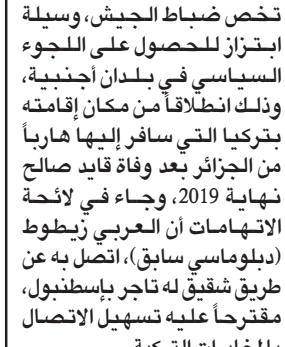 تخص ضباط الجيش، وسيلة
ابتزاز للحصول على اللجوء
السياسي في بلدان أجنبية،
وذلك انطلاقاً من مكان إقامته
بتركيا التي سافر إليها هارباً
من الجزائر بعد وفاة قايد صالح
نهاية 2019، وجاء في لائحة
الاتهامات أن العربي زيطوط
(دبلوماسي سابق)، اتصل به عن
طريق شقيق له تاجر بإسطنبول،
مقترحاً عليه تسهيل الاتصال